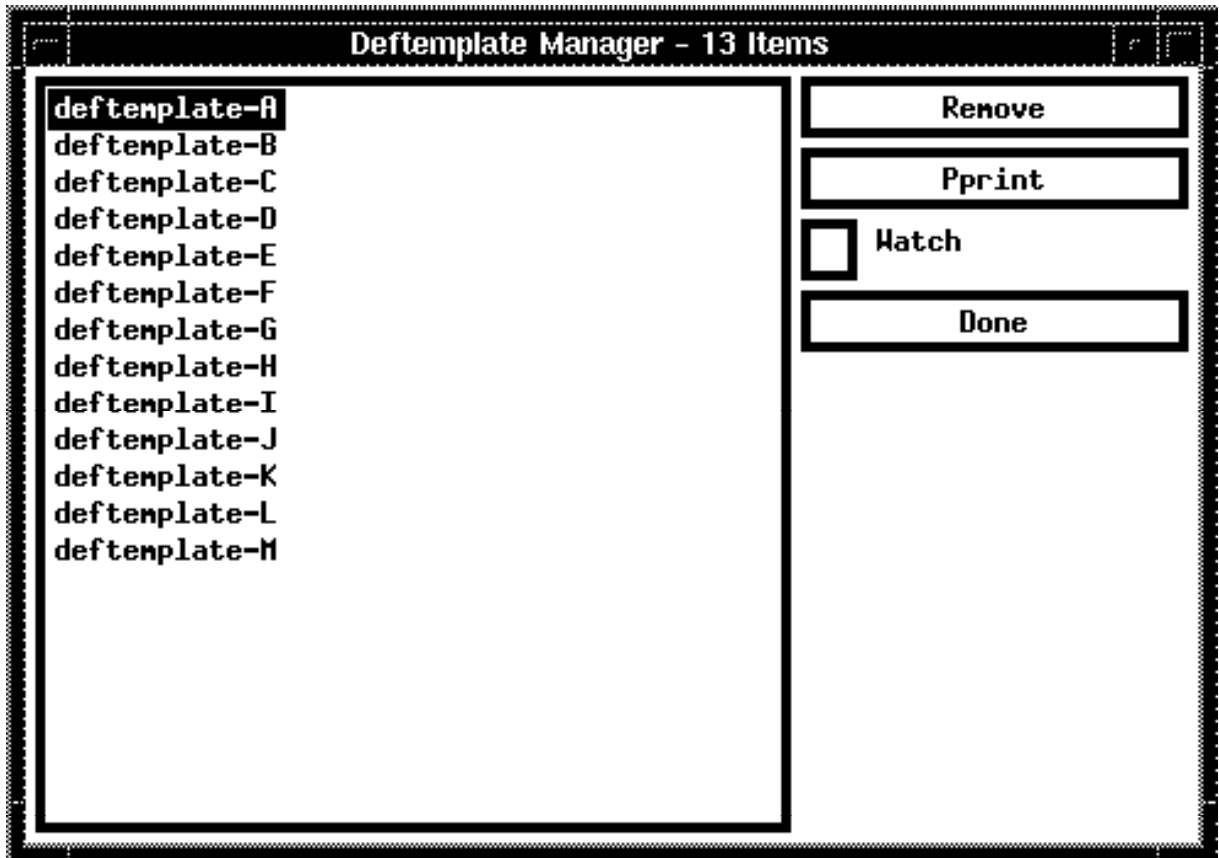 Deftemplate Manager - 13 Items
deftemplate-A
deftemplate-B
deftemplate-C
deftemplate-D
deftemplate-E
deftemplate-F
deftemplate-G
deftemplate-H
deftemplate-I
deftemplate-J
deftemplate-K
deftemplate-L
deftemplate-M
Remove
Pprint
Watch
Done